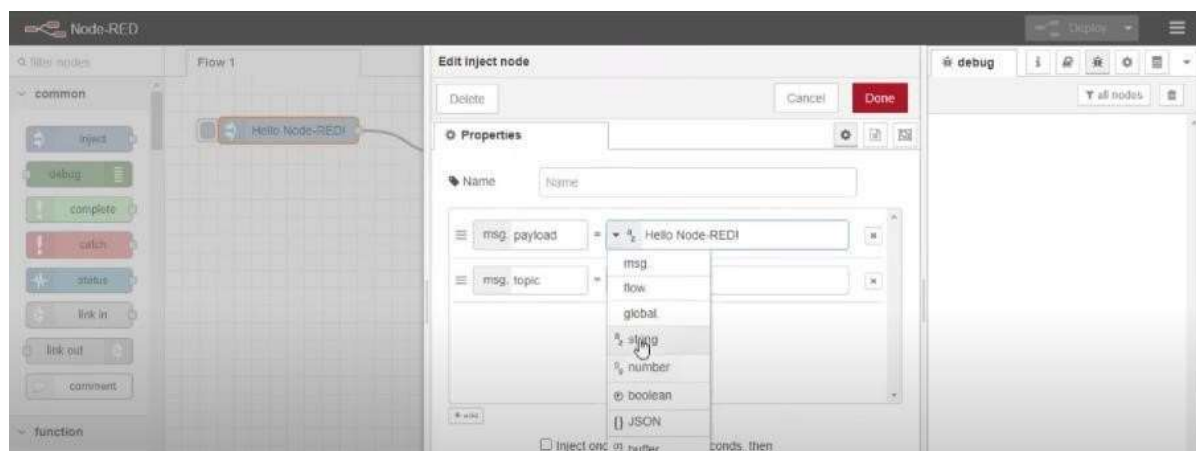 Node-RED
Deploy
filter nodes
Flow 1
Edit inject node
debug
i
common
Delete
Cancel
Done
all nodes
inject
Hello Node-RED!
Properties
debug
Name
Name
complete
msg. payload
=
Hello Node-RED!
catch
msg.
msg. topic
=
status
flow.
global.
link in
string
link out
number
comment
boolean
{} JSON
function
Inject once
buffer
conds, then